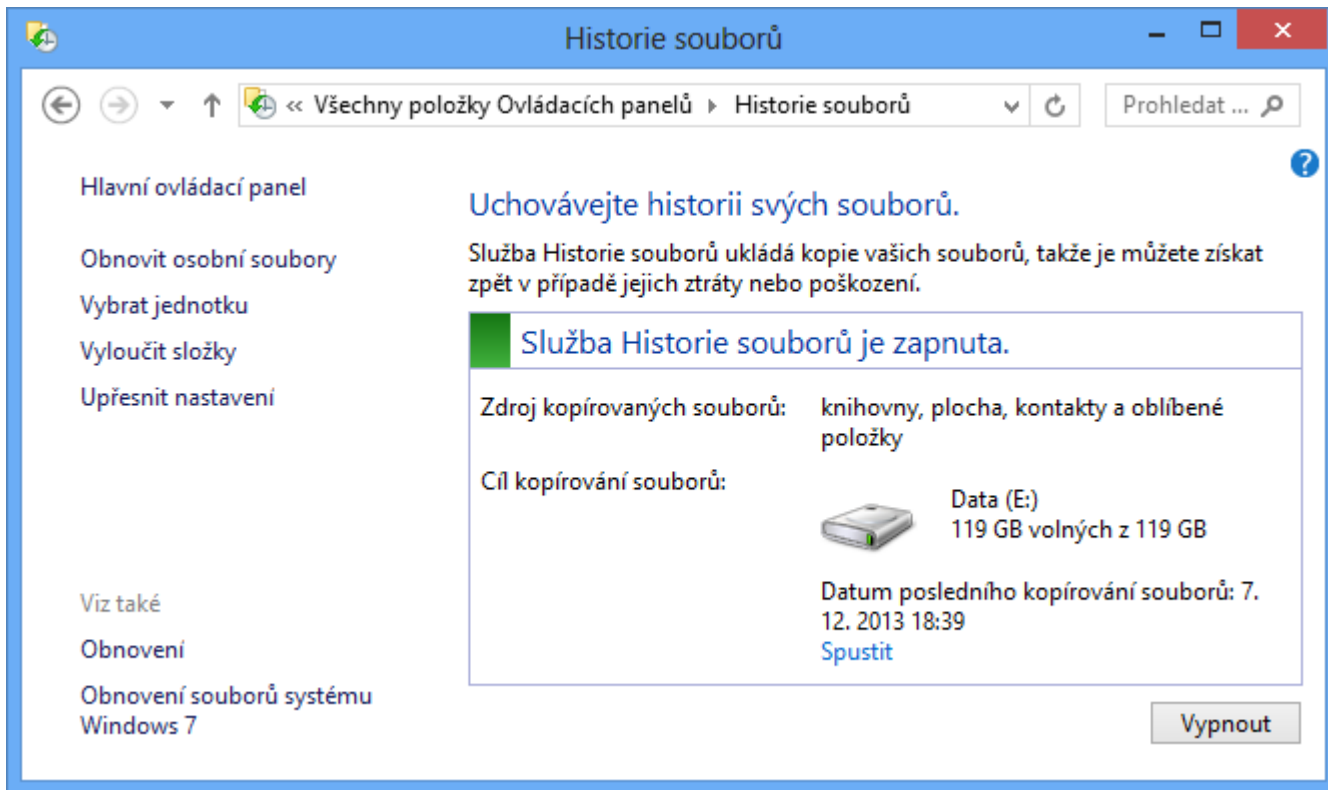 Historie souborů
« Všechny položky Ovládacích panelů ▸ Historie souborů
Prohledat ...
Hlavní ovládací panel
Obnovit osobní soubory
Vybrat jednotku
Vyloučit složky
Upřesnit nastavení
Viz také
Obnovení
Obnovení souborů systému
Windows 7
Uchovávejte historii svých souborů.
Služba Historie souborů ukládá kopie vašich souborů, takže je můžete získat
zpět v případě jejich ztráty nebo poškození.
Služba Historie souborů je zapnuta.
Zdroj kopírovaných souborů: knihovny, plocha, kontakty a oblíbené
položky
Cíl kopírování souborů:
Data (E:)
119 GB volných z 119 GB
Datum posledního kopírování souborů: 7.
12. 2013 18:39
Spustit
Vypnout